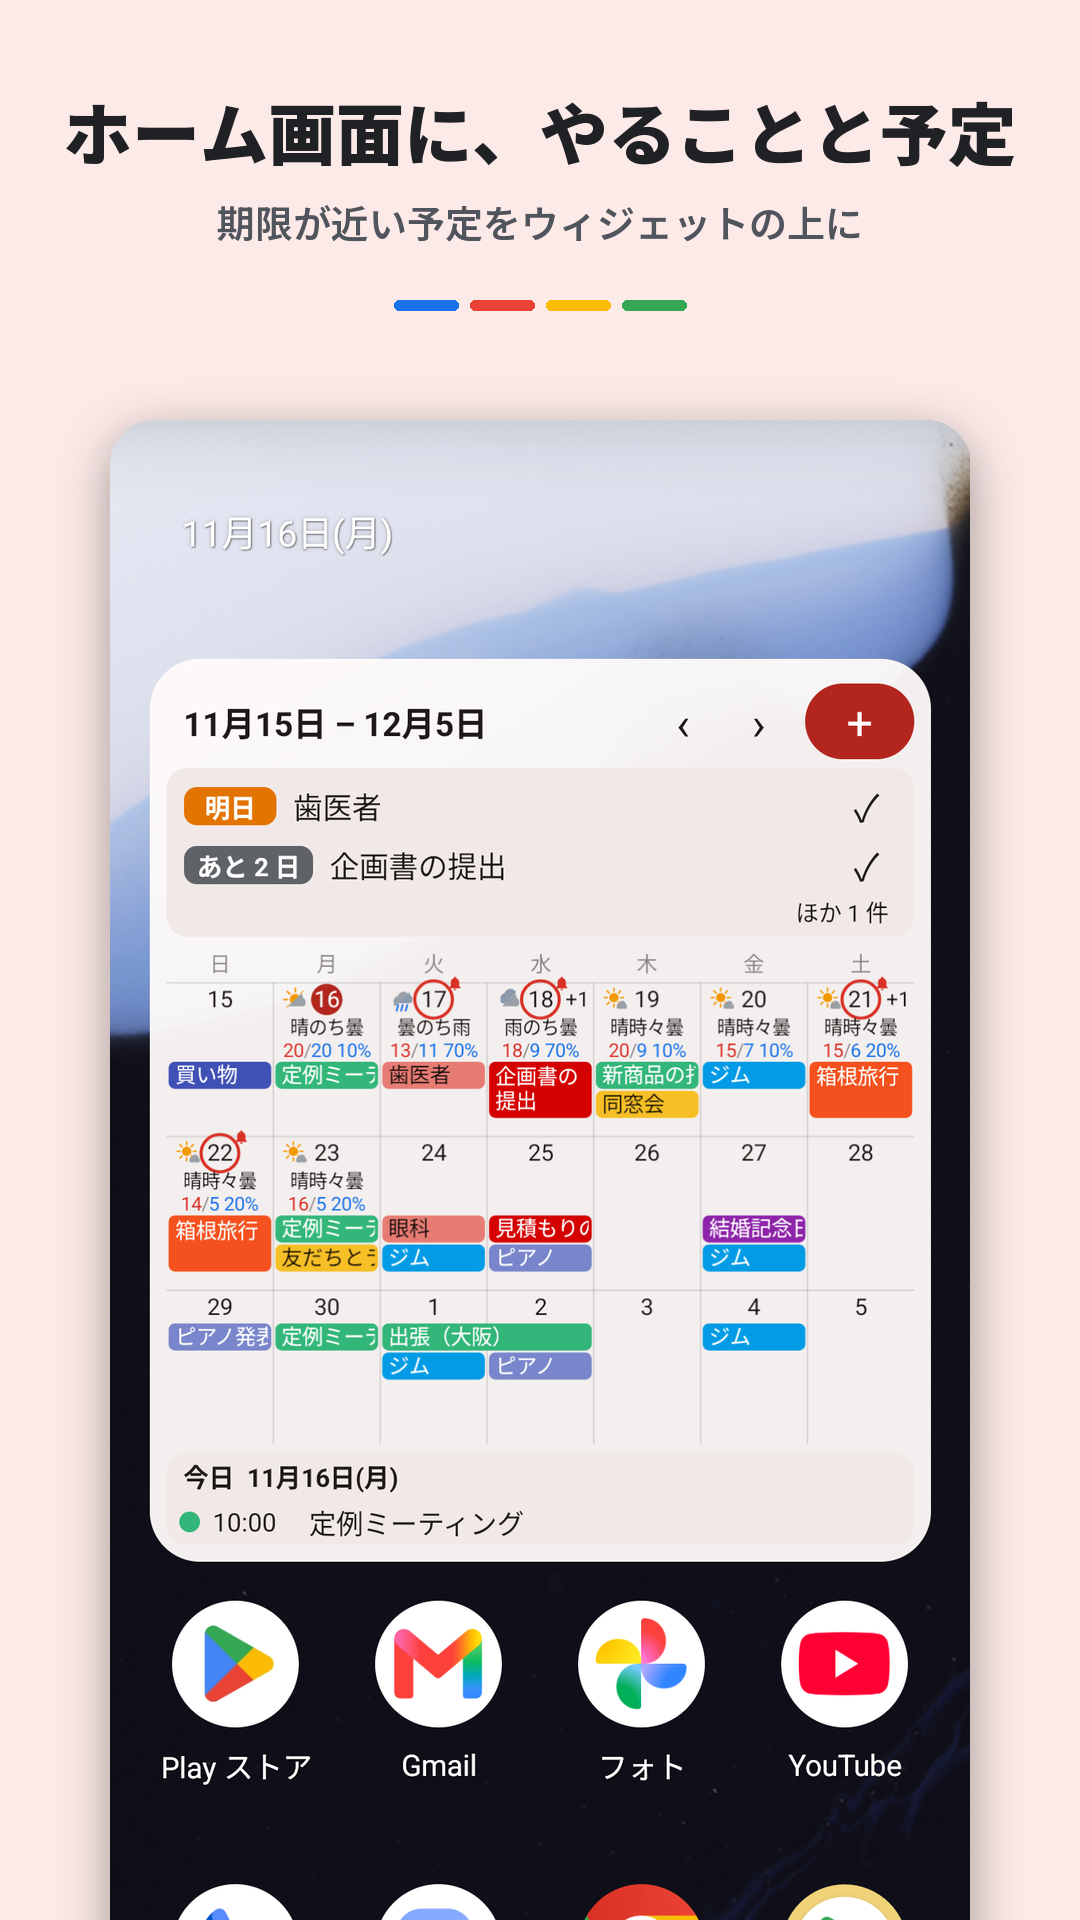 ホーム画面に、やることと予定
期限が近い予定をウィジェットの上に
11月16日(月)
11月15日 – 12月5日
‹ › +
明日 歯医者 ✓
あと 2 日 企画書の提出 ✓
ほか 1 件
日 月 火 水 木 金 土
15 16 17 18 +1 19 20 21 +1
晴のち曇 曇のち雨 雨のち曇 晴時々曇 晴時々曇 晴時々曇
20/20 10% 13/11 70% 18/9 70% 20/9 10% 15/7 10% 15/6 20%
買い物 定例ミーテ 歯医者 企画書の 新商品の打 ジム 箱根旅行
提出 同窓会
22 23 24 25 26 27 28
晴時々曇 晴時々曇
14/5 20% 16/5 20%
箱根旅行 定例ミーテ 眼科 見積もりの 結婚記念日
友だちとラ ジム ピアノ ジム
29 30 1 2 3 4 5
ピアノ発表 定例ミーテ 出張（大阪） ジム
ジム ピアノ
今日 11月16日(月)
10:00 定例ミーティング
Play ストア Gmail フォト YouTube